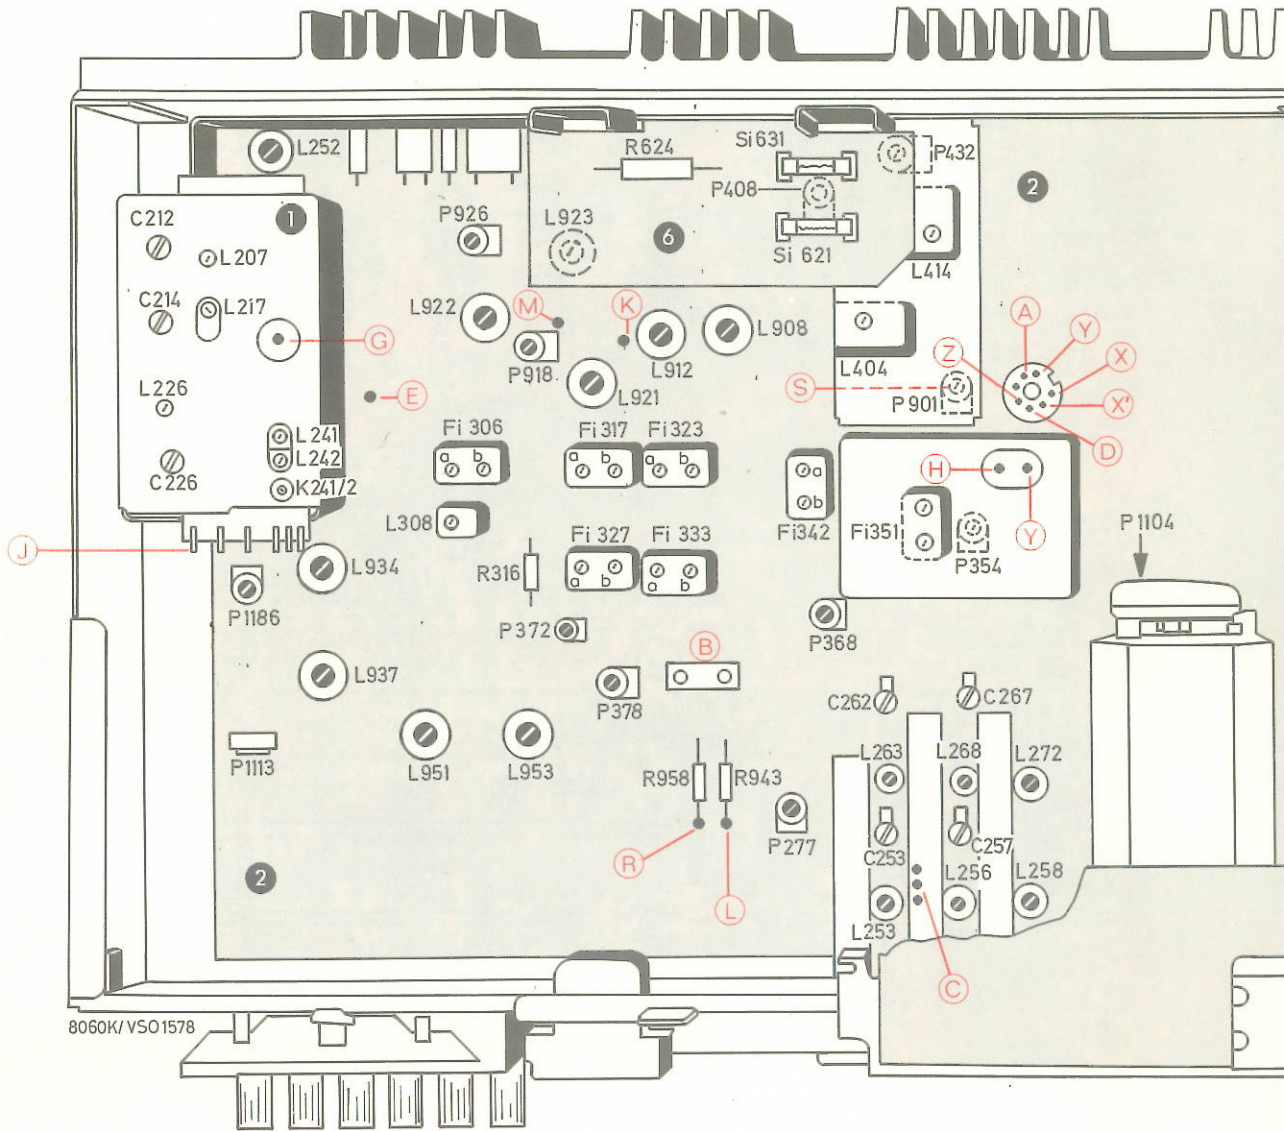 L252
R624
Si631
P432
2
P408
C212
1
P926
L923
6
L207
Si 621
L414
C214
L217
L922
M
K
L908
A
Y
G
P918
L912
Z
X
L404
S
P901
X'
L226
E
L921
D
Fi 306
Fi 317
Fi 323
L241
a
b
a
b
a
b
L242
H
a
C226
K241/2
b
L308
Fi342
Fi351
Y
P1104
Fi 327
Fi 333
J
P354
L934
R316
a
b
a
b
P1186
P372
P368
B
L937
P378
C262
C267
P1113
L951
L953
L263
L268
L272
R958
R943
P277
C253
C257
R
2
L256
L258
L
L253
C
8060K/VSO1578